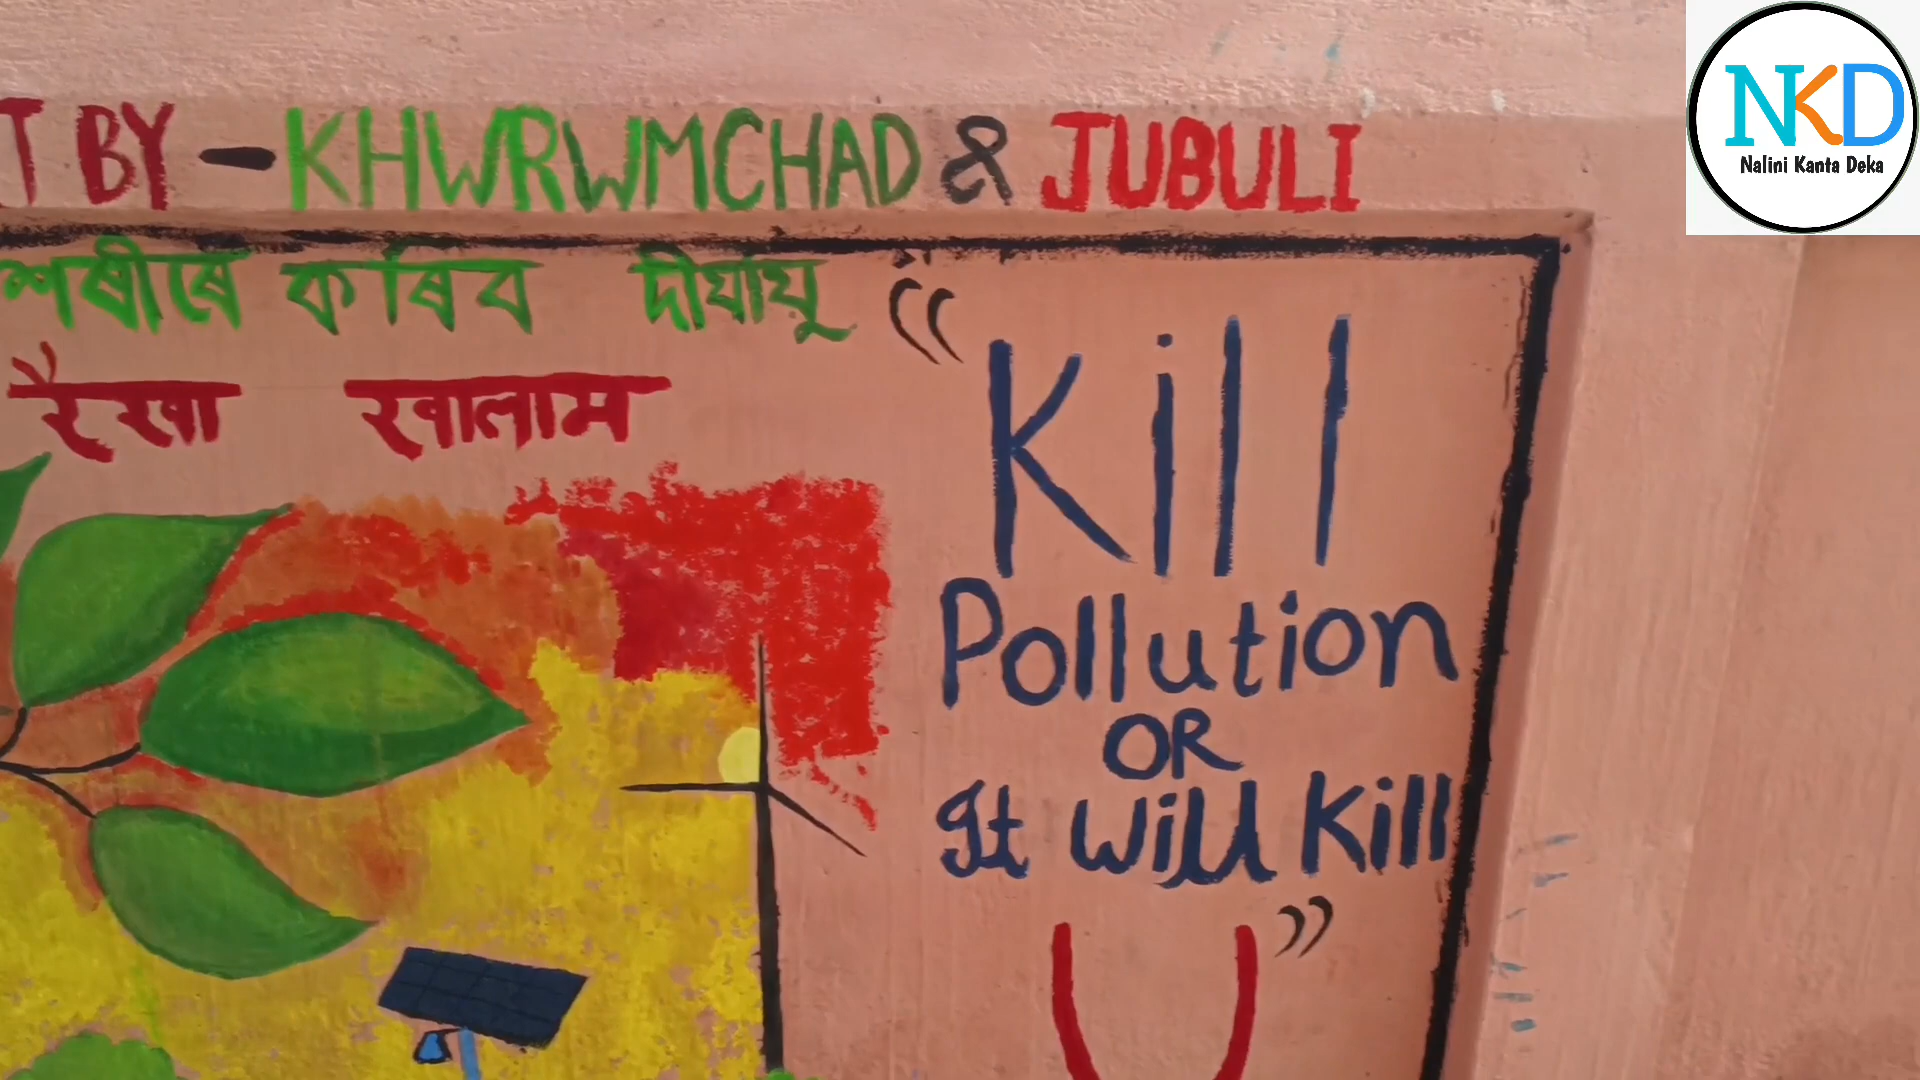 T BY - KHWRWMCHAD & JUBULI
শৰীৰে কৰিব দীর্ঘায়ু
रैखा खालाम
“Kill
Pollution
OR
It will Kill
U”
NKD
Nalini Kanta Deka